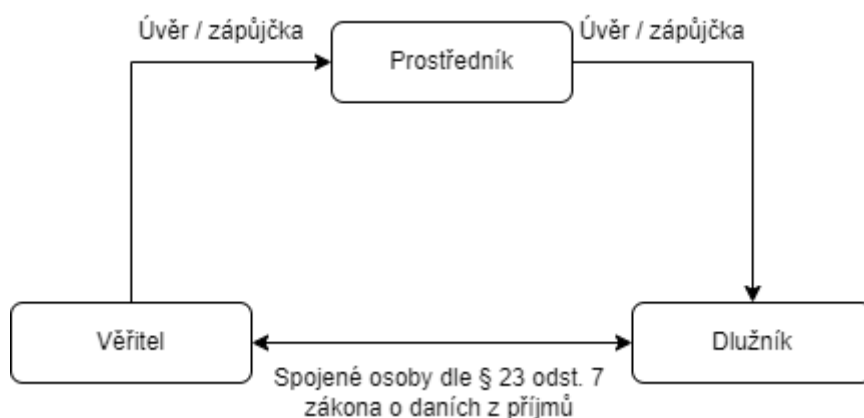 Úvěr / zápůjčka
Prostředník
Úvěr / zápůjčka
Věřitel
Dlužník
Spojené osoby dle § 23 odst. 7
zákona o daních z příjmů